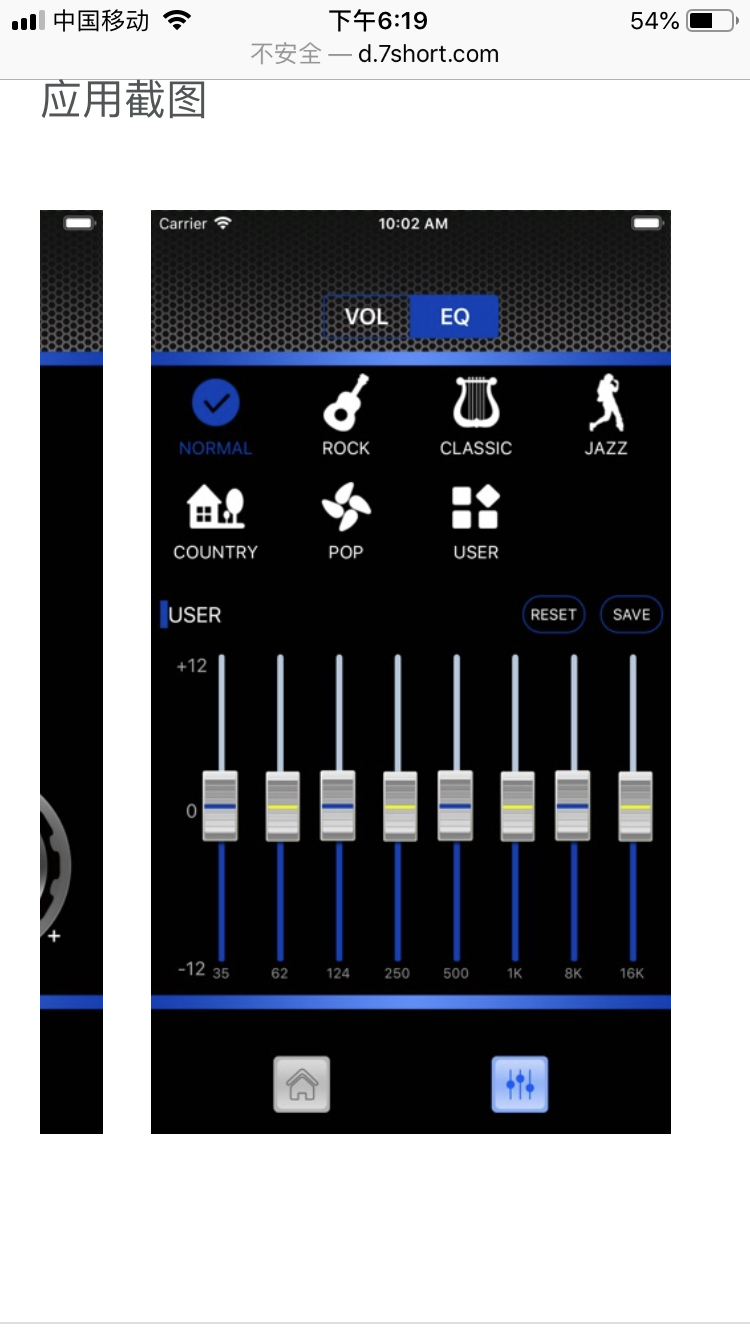 中国移动 下午6:19 54%
不安全 — d.7short.com
应用截图
Carrier 10:02 AM
VOL EQ
NORMAL ROCK CLASSIC JAZZ
COUNTRY POP USER
USER RESET SAVE
+12
0
+
-12 35 62 124 250 500 1K 8K 16K